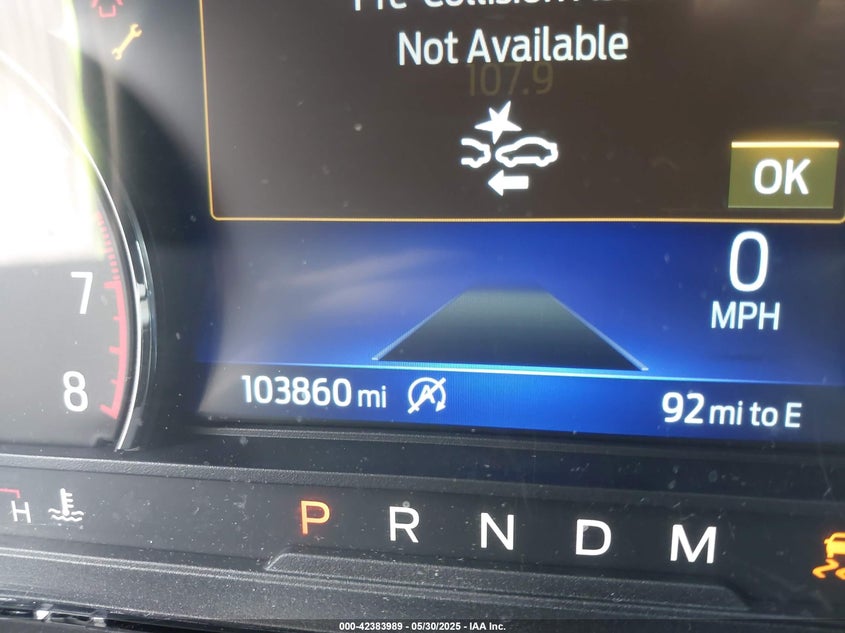 Not Available
107.9
OK
0
MPH
7
8
103860 mi
92 mi to E
H
P R N D M
000-42383989 - 05/30/2025 - IAA Inc.